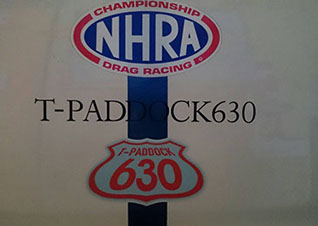 CHAMPIONSHIP
NHRA
DRAG RACING
T-PADDOCK630
T-PADDOCK
630